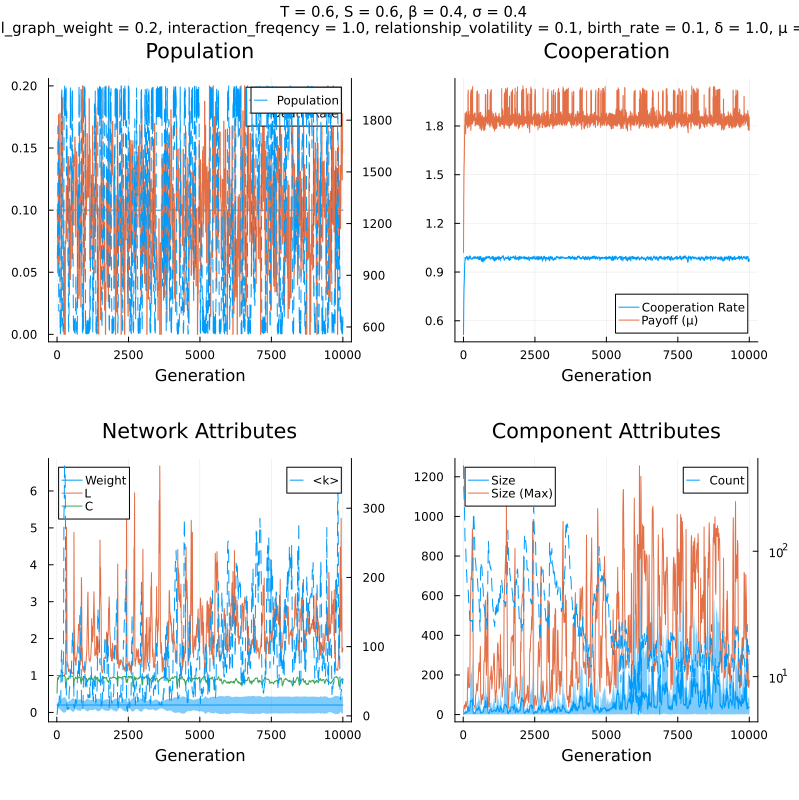 T = 0.6, S = 0.6, β = 0.4, σ = 0.4
l_graph_weight = 0.2, interaction_freqency = 1.0, relationship_volatility = 0.1, birth_rate = 0.1, δ = 1.0, μ =
Population
Cooperation
0.20
0.15
0.10
0.05
0.00
Population
1800
1500
1200
900
600
0 2500 5000 7500 10000
Generation
1.8
1.5
1.2
0.9
0.6
Cooperation Rate
Payoff (μ)
0 2500 5000 7500 10000
Generation
Network Attributes
Component Attributes
6
5
4
3
2
1
0
Weight
L
C
<k>
300
200
100
0
0 2500 5000 7500 10000
Generation
1200
1000
800
600
400
200
0
Size
Size (Max)
Count
10²
10¹
0 2500 5000 7500 10000
Generation